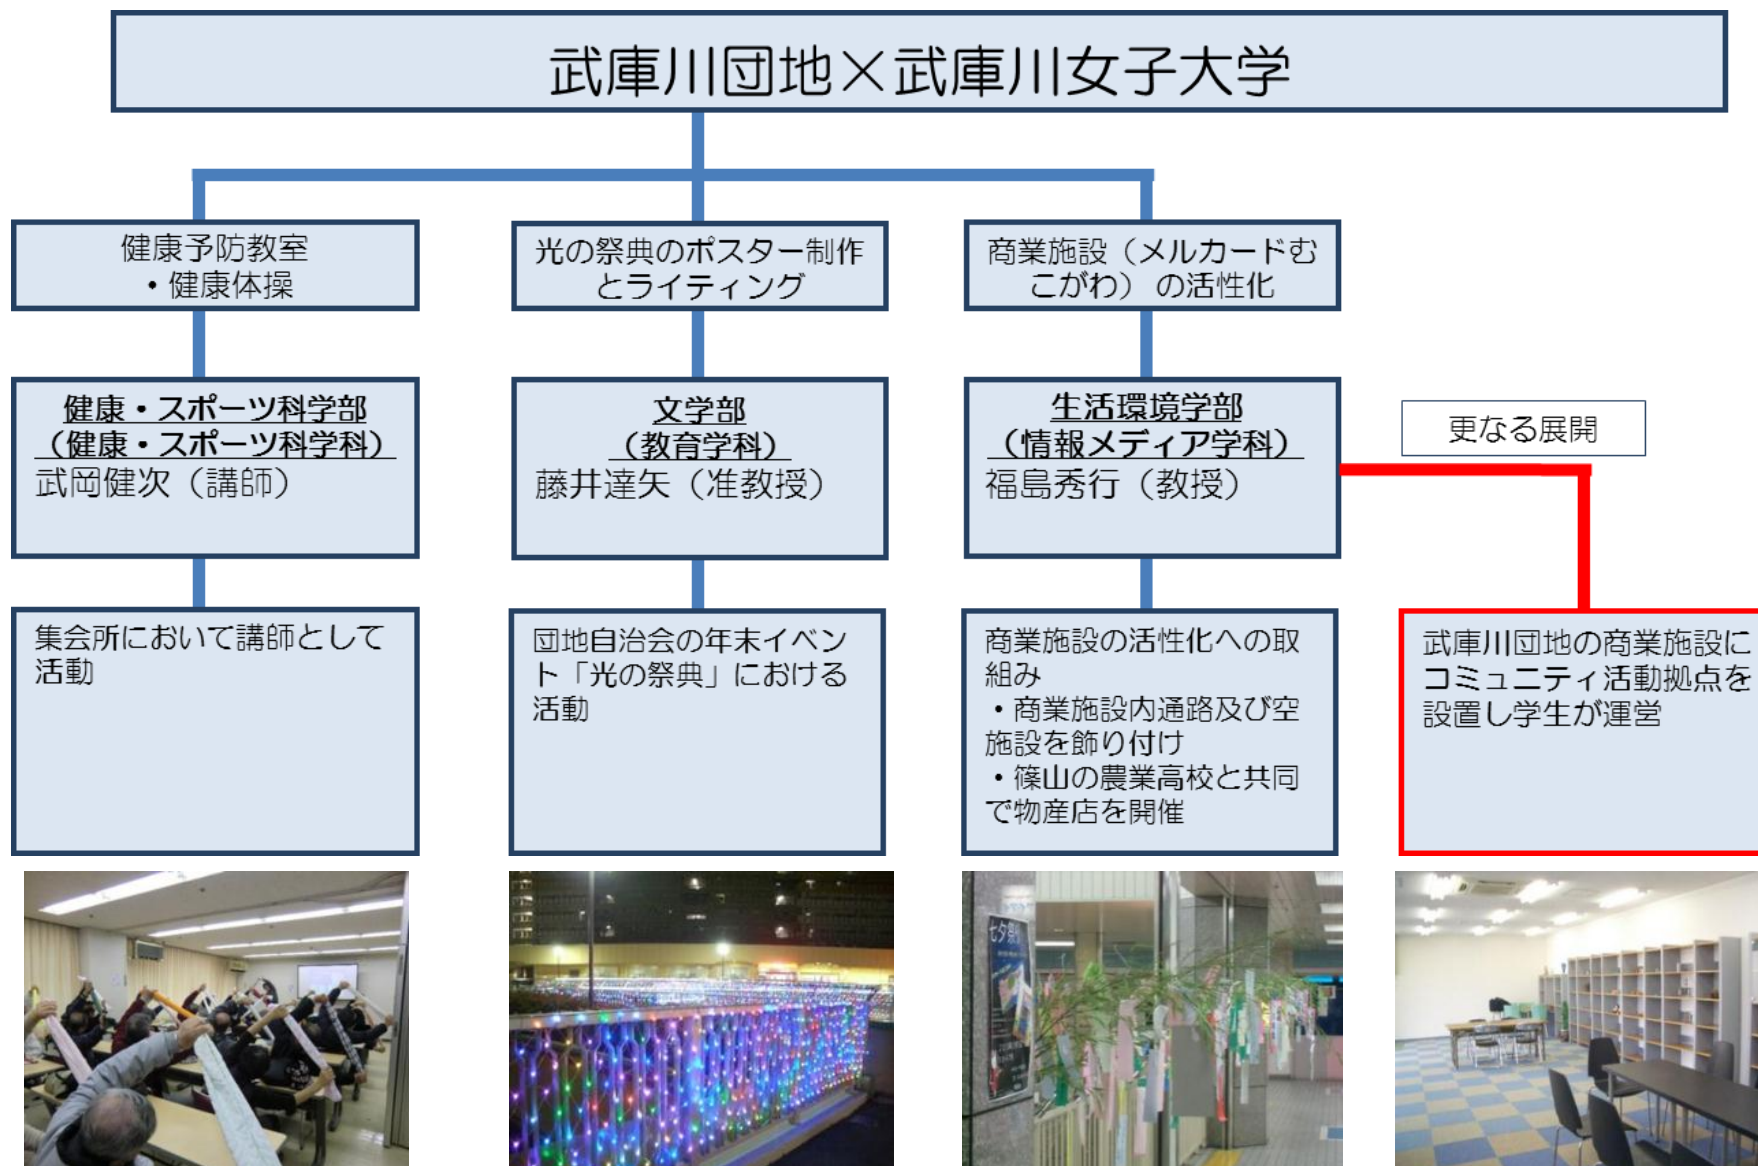 武庫川団地×武庫川女子大学
健康予防教室
・健康体操
光の祭典のポスター制作
とライティング
商業施設（メルカードむ
こがわ）の活性化
健康・スポーツ科学部
（健康・スポーツ科学科）
武岡健次（講師）
文学部
（教育学科）
藤井達矢（准教授）
生活環境学部
（情報メディア学科）
福島秀行（教授）
更なる展開
集会所において講師として
活動
団地自治会の年末イベン
ト「光の祭典」における
活動
商業施設の活性化への取
組み
・商業施設内通路及び空
施設を飾り付け
・篠山の農業高校と共同
で物産店を開催
武庫川団地の商業施設に
コミュニティ活動拠点を
設置し学生が運営
七夕祭